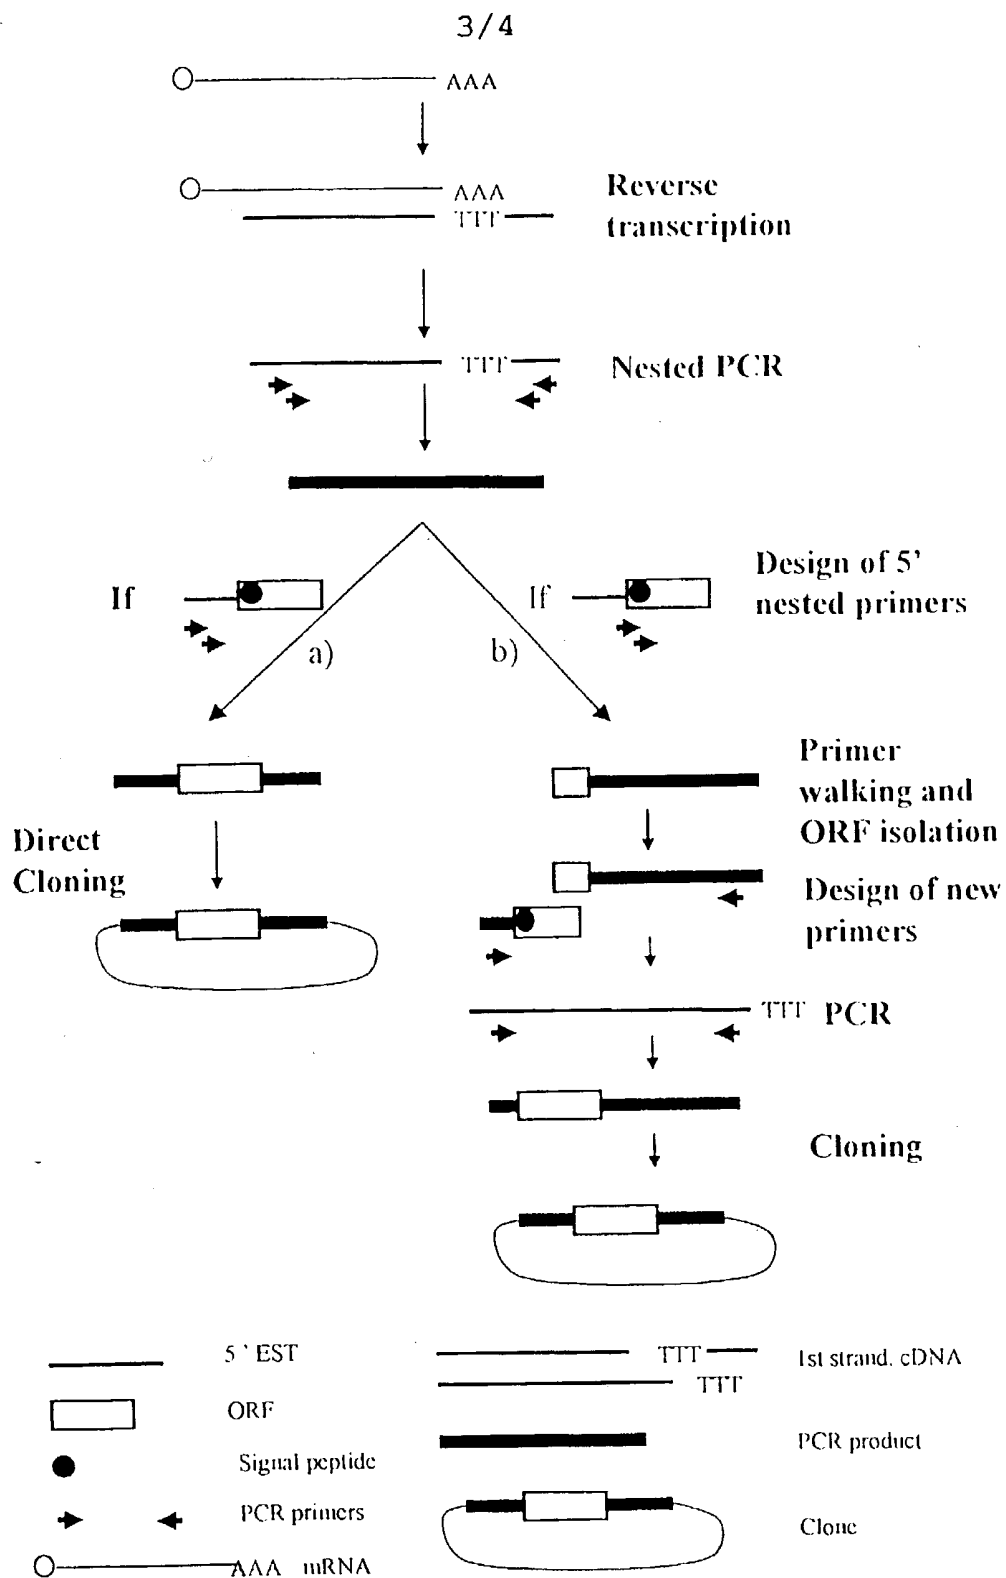 3/4
AAA
AAA
TTT
Reverse
transcription
TTT
Nested PCR
If
If
Design of 5'
nested primers
a)
b)
Primer
walking and
ORF isolation
Direct
Cloning
Design of new
primers
TTT PCR
Cloning
5' EST
ORF
Signal peptide
PCR primers
AAA mRNA
TTT
1st strand. cDNA
TTT
PCR product
Clone